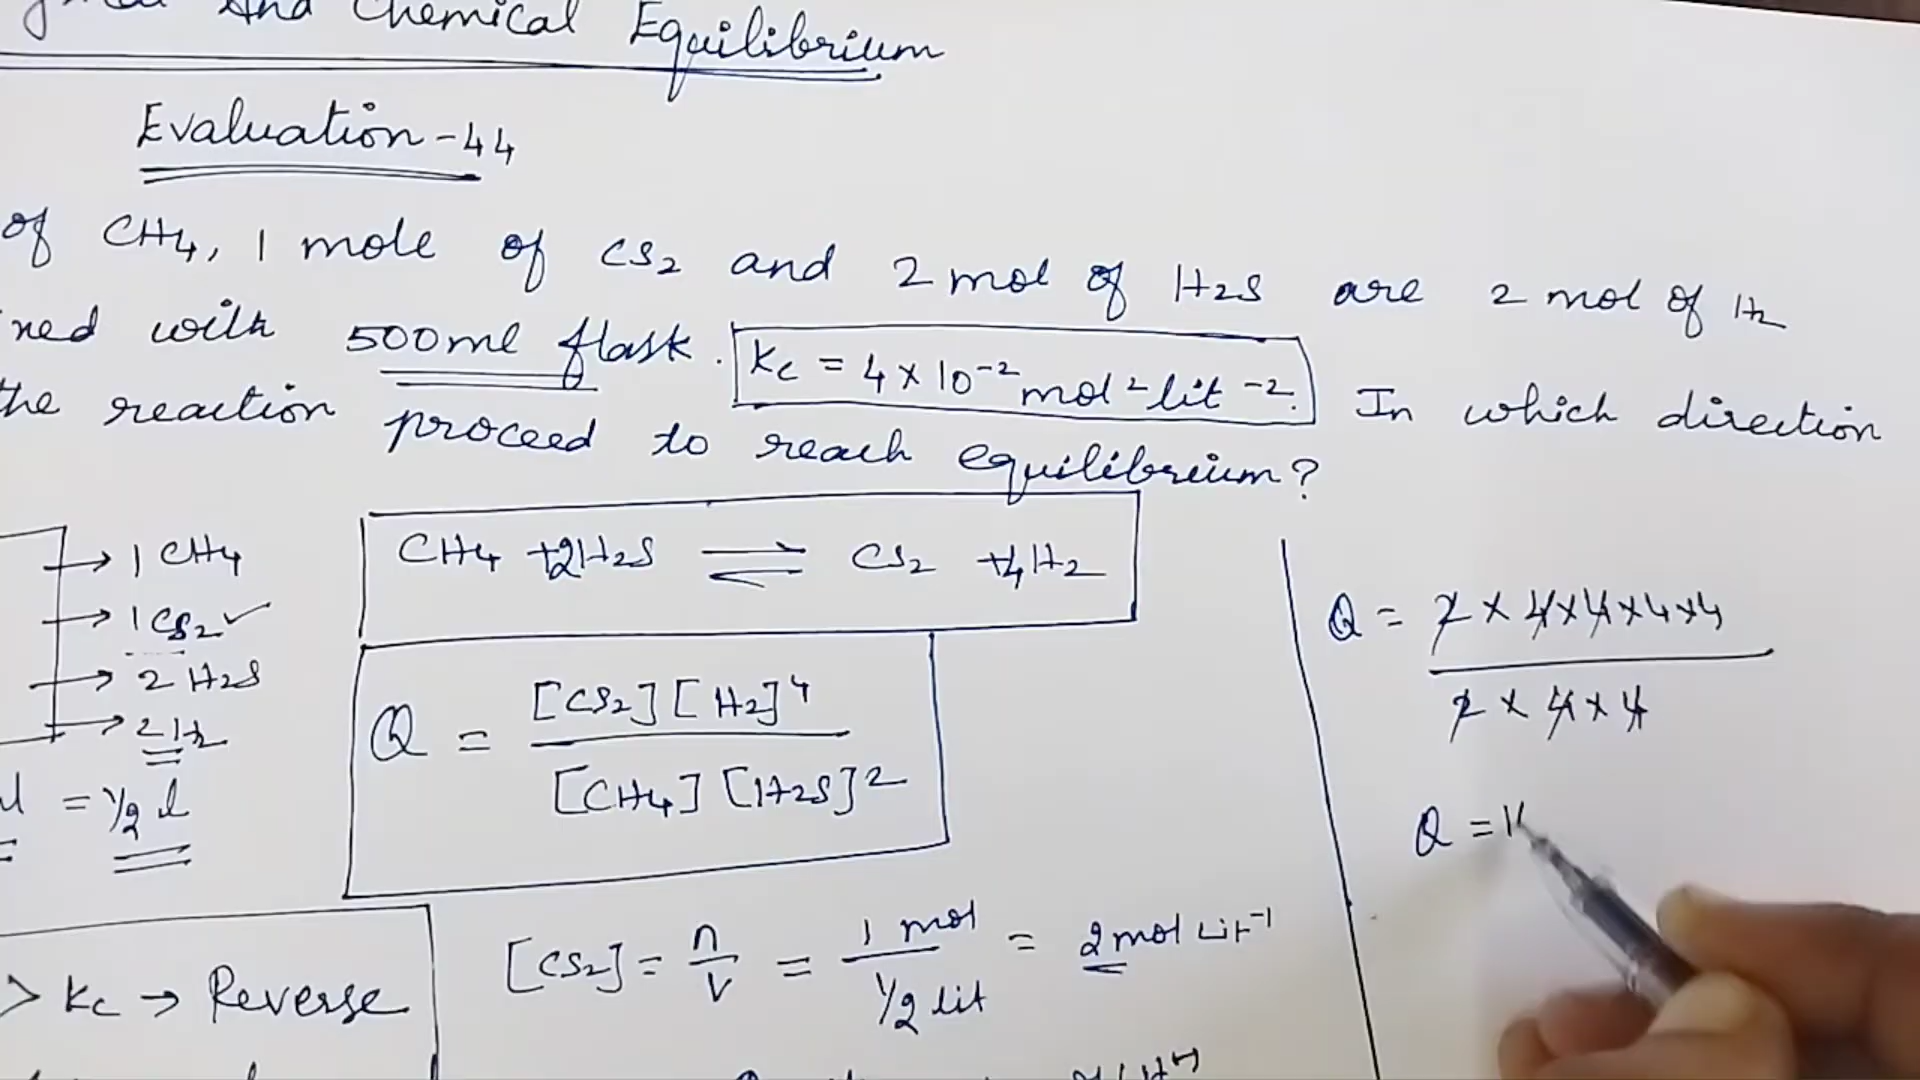 And Chemical Equilibrium
Evaluation-44
of CH4, 1 mole of CS2 and 2 mol of H2S are 2 mol of H2
ned with 500ml flask. Kc = 4 × 10⁻² mol² lit⁻². In which direction
the reaction proceed to reach equilibrium?
CH4 + 2H2S ⇌ CS2 + 4H2
→ 1 CH4
→ 1 CS2 ✓
→ 2 H2S
→ 2 H2
l = 1/2 l
Q = [CS2][H2]⁴ / [CH4][H2S]²
Q = 2 × 4 × 4 × 4 × 4 / 2 × 4 × 4
Q =
> Kc → Reverse
[CS2] = n/V = 1 mol / 1/2 lit = 2 mol Lit⁻¹